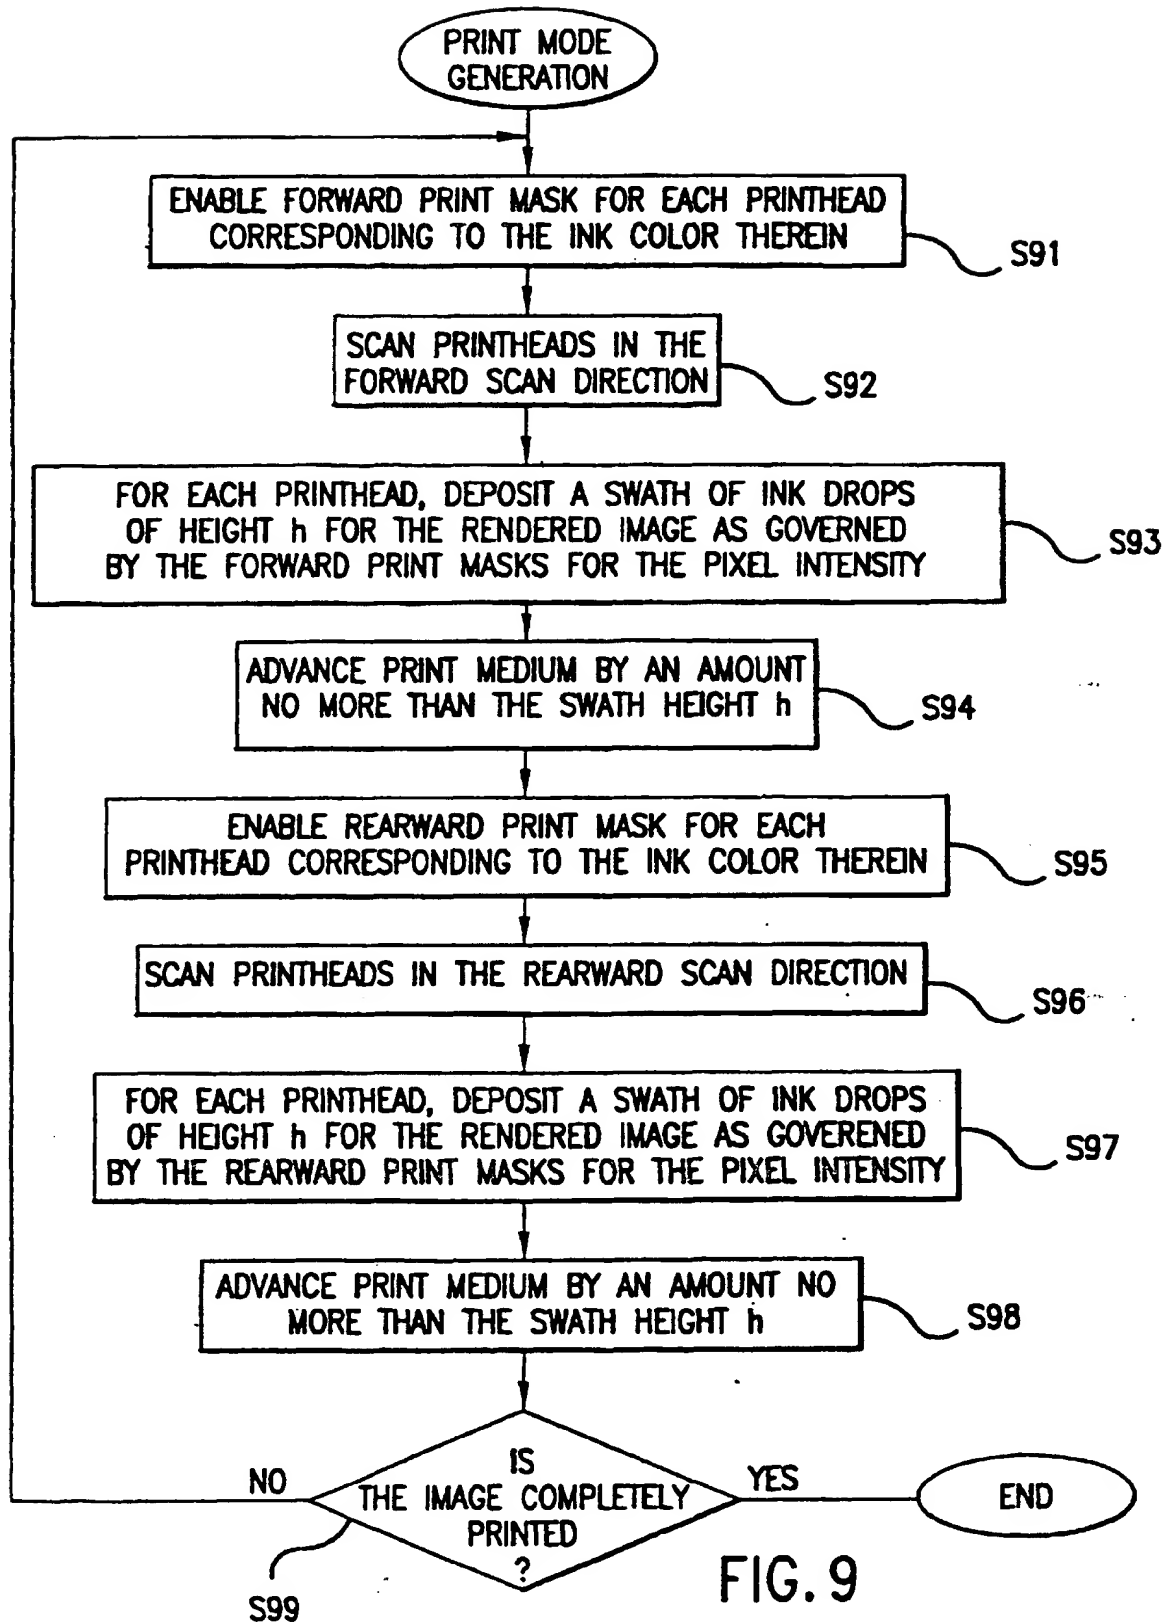 PRINT MODE
GENERATION
ENABLE FORWARD PRINT MASK FOR EACH PRINTHEAD
CORRESPONDING TO THE INK COLOR THEREIN
S91
SCAN PRINTHEADS IN THE
FORWARD SCAN DIRECTION
S92
FOR EACH PRINTHEAD, DEPOSIT A SWATH OF INK DROPS
OF HEIGHT h FOR THE RENDERED IMAGE AS GOVERNED
BY THE FORWARD PRINT MASKS FOR THE PIXEL INTENSITY
S93
ADVANCE PRINT MEDIUM BY AN AMOUNT
NO MORE THAN THE SWATH HEIGHT h
S94
ENABLE REARWARD PRINT MASK FOR EACH
PRINTHEAD CORRESPONDING TO THE INK COLOR THEREIN
S95
SCAN PRINTHEADS IN THE REARWARD SCAN DIRECTION
S96
FOR EACH PRINTHEAD, DEPOSIT A SWATH OF INK DROPS
OF HEIGHT h FOR THE RENDERED IMAGE AS GOVERENED
BY THE REARWARD PRINT MASKS FOR THE PIXEL INTENSITY
S97
ADVANCE PRINT MEDIUM BY AN AMOUNT NO
MORE THAN THE SWATH HEIGHT h
S98
IS
THE IMAGE COMPLETELY
PRINTED
?
NO
YES
END
S99
FIG. 9